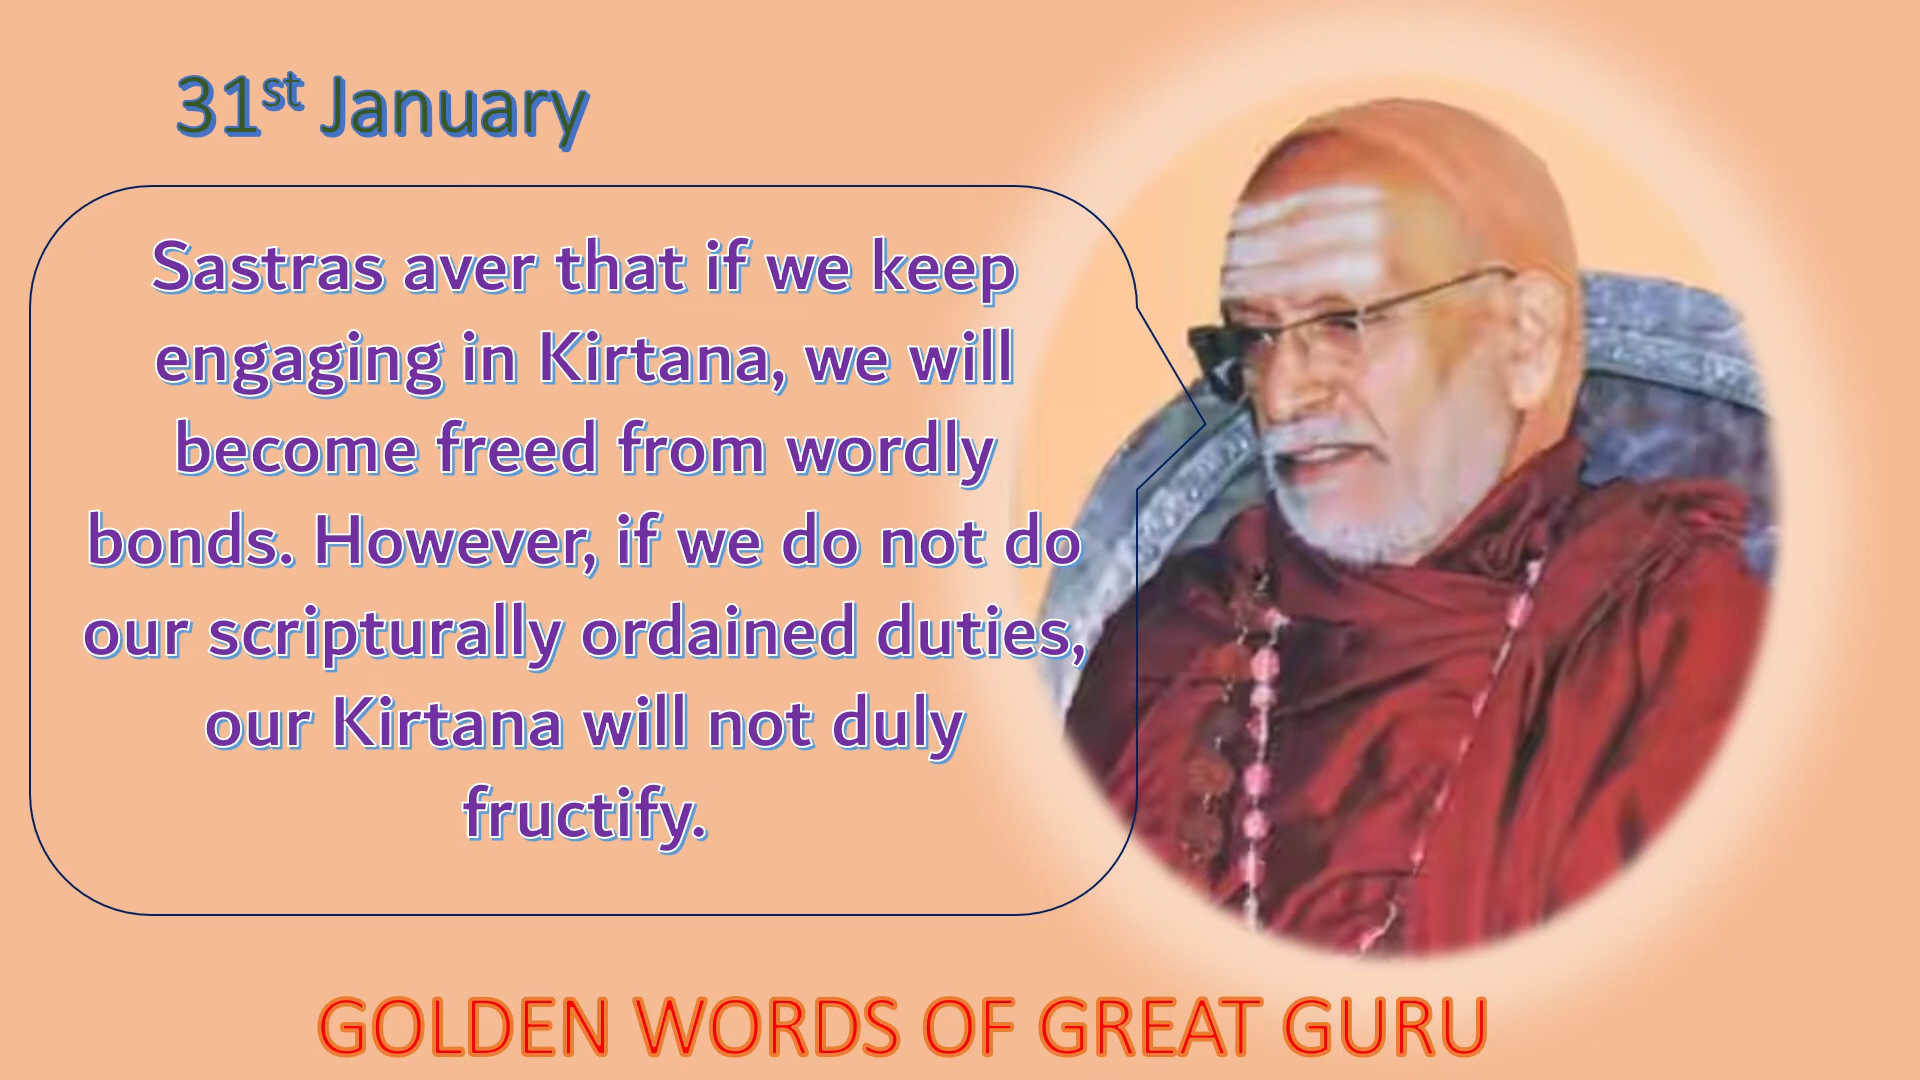 31st January
Sastras aver that if we keep
engaging in Kirtana, we will
become freed from wordly
bonds. However, if we do not do
our scripturally ordained duties,
our Kirtana will not duly
fructify.
GOLDEN WORDS OF GREAT GURU